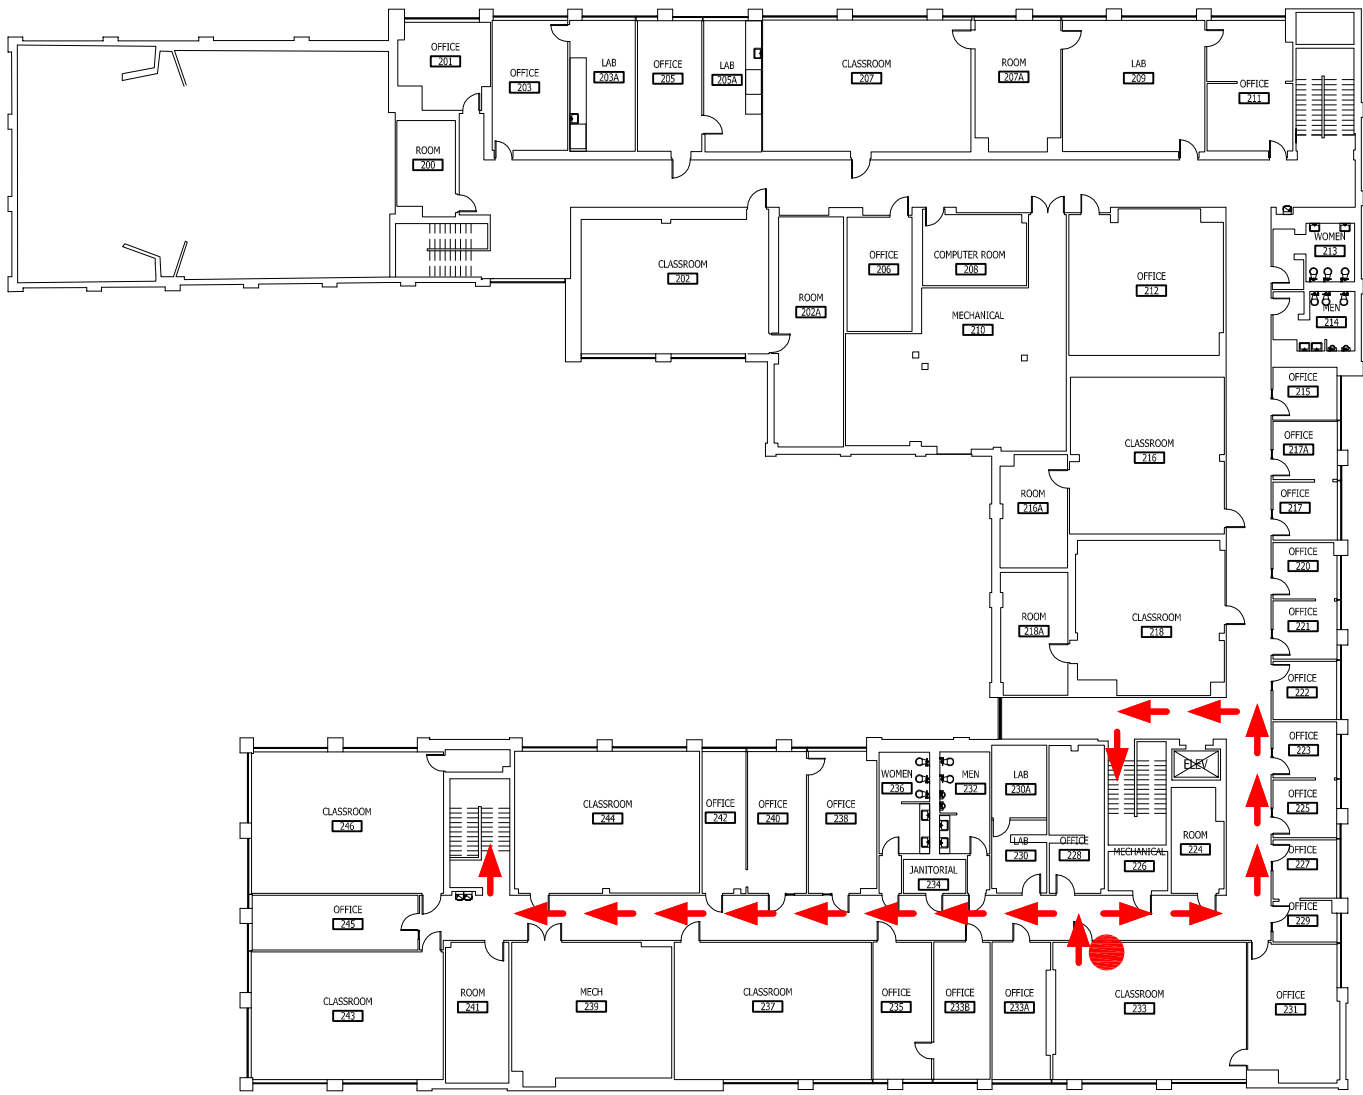 OFFICE
201
OFFICE
203
LAB
203A
OFFICE
205
LAB
205A
CLASSROOM
207
ROOM
207A
LAB
209
OFFICE
211
ROOM
200
CLASSROOM
202
ROOM
202A
OFFICE
206
COMPUTER ROOM
208
MECHANICAL
210
OFFICE
212
WOMEN
213
MEN
214
OFFICE
215
CLASSROOM
216
OFFICE
217A
ROOM
216A
OFFICE
217
OFFICE
220
ROOM
218A
CLASSROOM
218
OFFICE
221
OFFICE
222
OFFICE
223
ELEV
OFFICE
225
CLASSROOM
246
CLASSROOM
244
OFFICE
242
OFFICE
240
OFFICE
238
WOMEN
236
MEN
232
LAB
230A
LAB
230
OFFICE
228
MECHANICAL
226
ROOM
224
OFFICE
227
JANITORIAL
234
OFFICE
245
OFFICE
229
CLASSROOM
243
ROOM
241
MECH
239
CLASSROOM
237
OFFICE
235
OFFICE
233B
OFFICE
233A
CLASSROOM
233
OFFICE
231